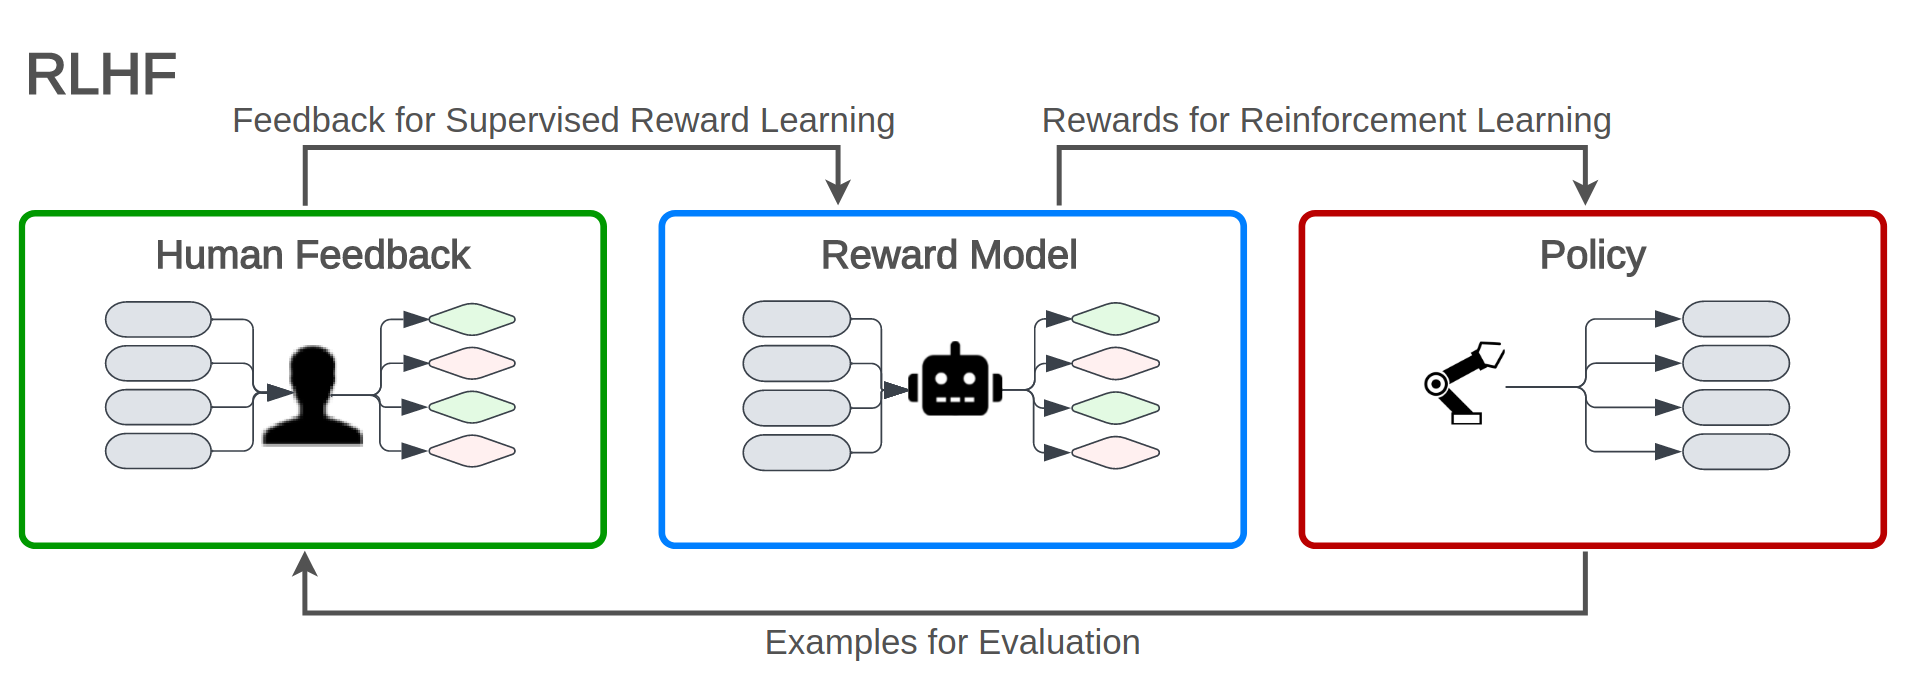 RLHF
Feedback for Supervised Reward Learning
Rewards for Reinforcement Learning
Human Feedback
Reward Model
Policy
Examples for Evaluation